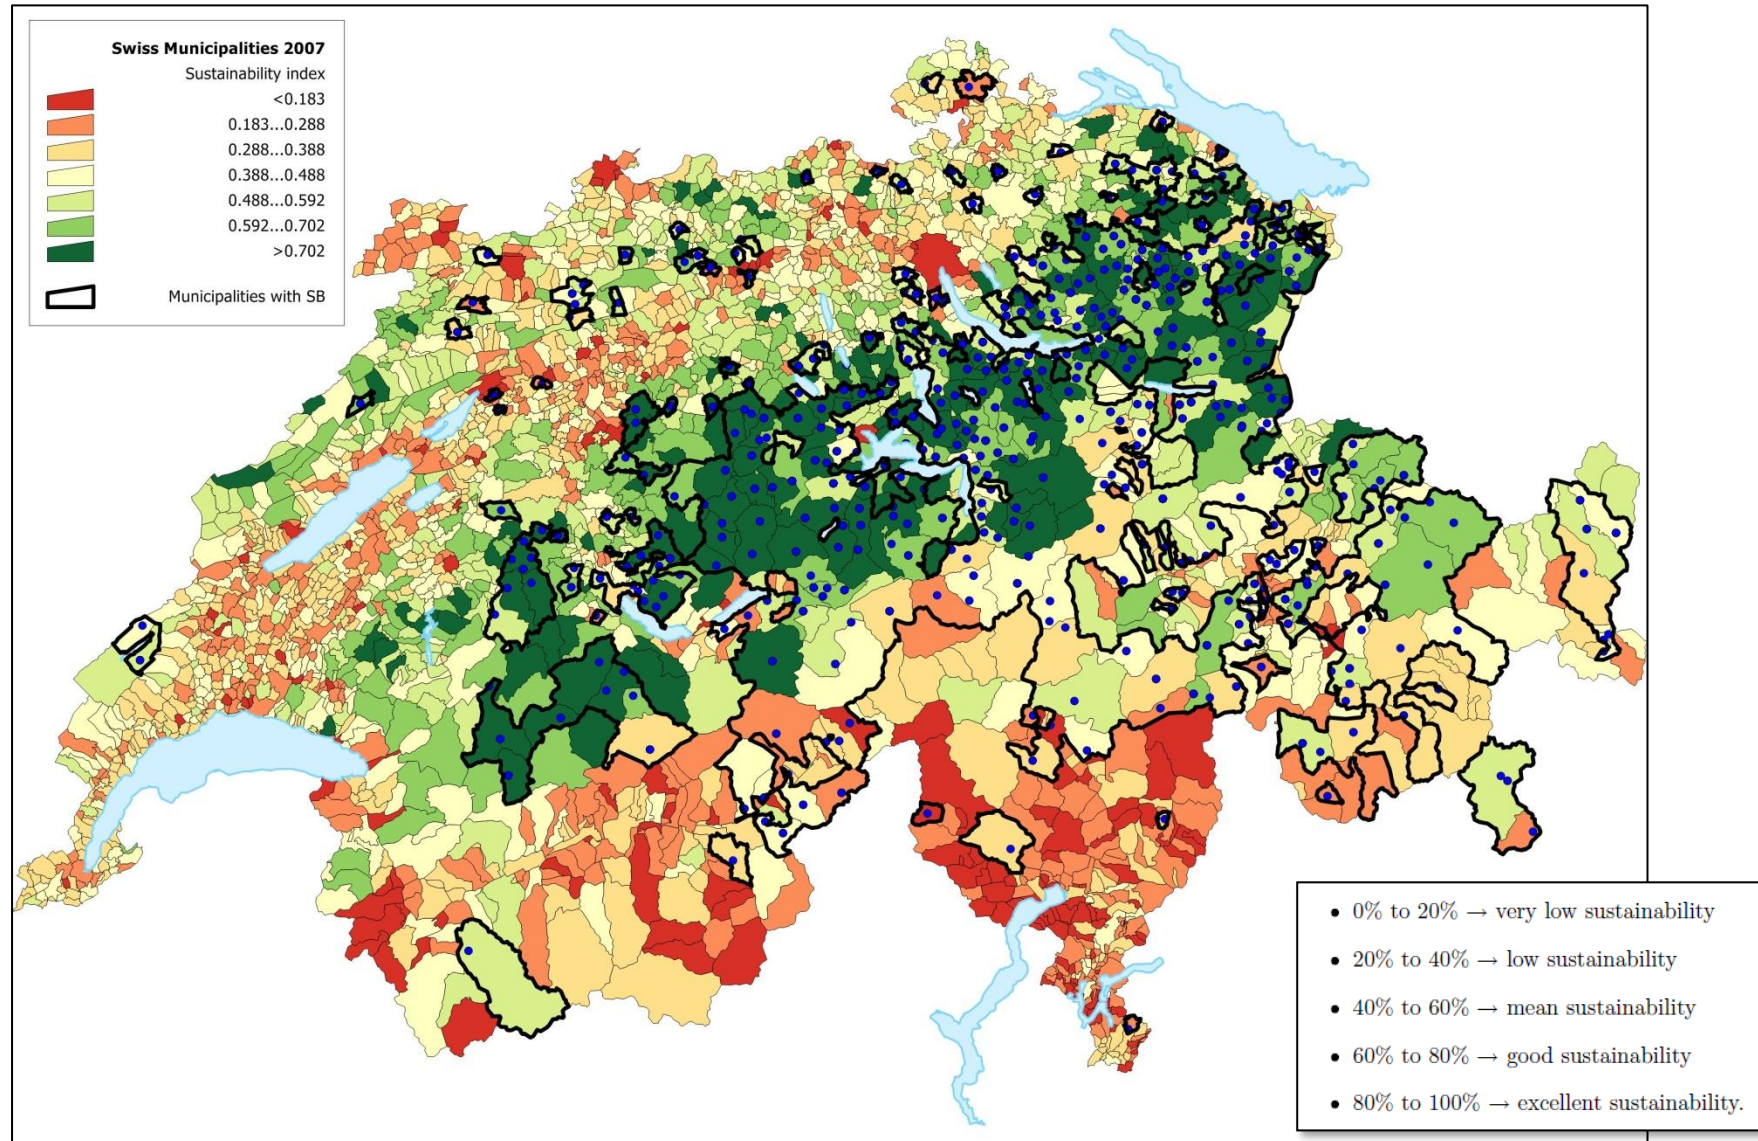 Swiss Municipalities 2007
Sustainability index
<0.183
0.183...0.288
0.288...0.388
0.388...0.488
0.488...0.592
0.592...0.702
>0.702
Municipalities with SB
• 0% to 20% → very low sustainability
• 20% to 40% → low sustainability
• 40% to 60% → mean sustainability
• 60% to 80% → good sustainability
• 80% to 100% → excellent sustainability.